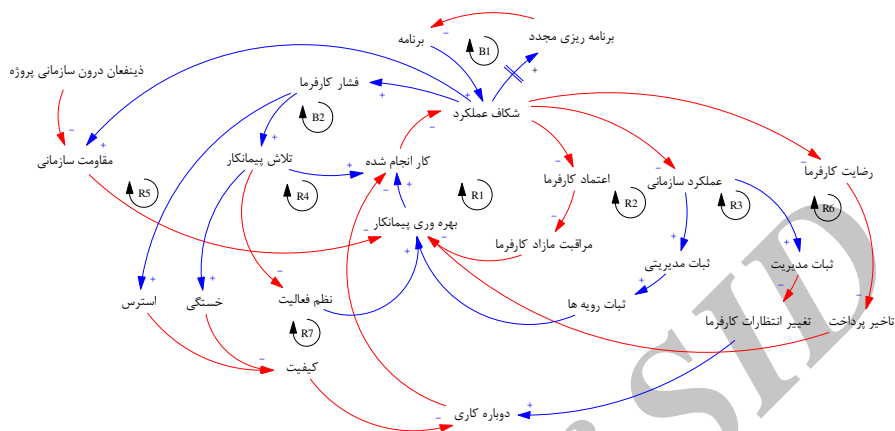 برنامه ریزی مجدد
برنامه
B1
ذینفعان درون سازمانی پروژه
فشار کارفرما
شکاف عملکرد
B2
مقاومت سازمانی
تلاش پیمانکار
کار انجام شده
اعتماد کارفرما
عملکرد سازمانی
رضایت کارفرما
R5
R4
R1
R2
R3
R6
بهره وری پیمانکار
مراقبت مازاد کارفرما
ثبات مدیریتی
ثبات مدیریت
استرس
خستگی
نظم فعالیت
ثبات رویه ها
تغییر انتظارات کارفرما
تاخیر پرداخت
R7
کیفیت
دوباره کاری
SID